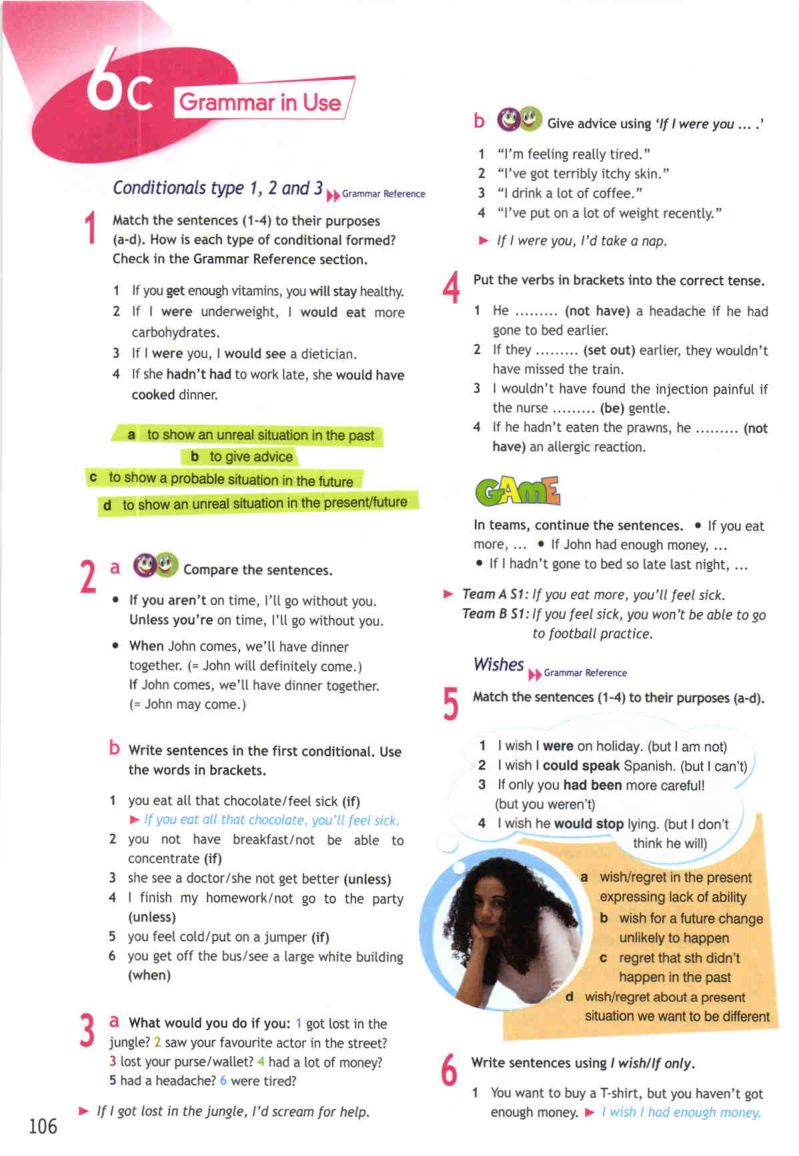 6c Grammar in Use
Conditionals type 1, 2 and 3 Grammar Reference
1 Match the sentences (1-4) to their purposes
(a-d). How is each type of conditional formed?
Check in the Grammar Reference section.
1 If you get enough vitamins, you will stay healthy.
2 If I were underweight, I would eat more
carbohydrates.
3 If I were you, I would see a dietician.
4 If she hadn't had to work late, she would have
cooked dinner.
a to show an unreal situation in the past
b to give advice
c to show a probable situation in the future
d to show an unreal situation in the present/future
2 a Compare the sentences.
• If you aren't on time, I'll go without you.
Unless you're on time, I'll go without you.
• When John comes, we'll have dinner
together. (= John will definitely come.)
If John comes, we'll have dinner together.
(= John may come.)
b Write sentences in the first conditional. Use
the words in brackets.
1 you eat all that chocolate/feel sick (if)
If you eat all that chocolate, you'll feel sick.
2 you not have breakfast/not be able to
concentrate (if)
3 she see a doctor/she not get better (unless)
4 I finish my homework/not go to the party
(unless)
5 you feel cold/put on a jumper (if)
6 you get off the bus/see a large white building
(when)
3 a What would you do if you: 1 got lost in the
jungle? 2 saw your favourite actor in the street?
3 lost your purse/wallet? 4 had a lot of money?
5 had a headache? 6 were tired?
If I got lost in the jungle, I'd scream for help.
106
b Give advice using 'If I were you ... .'
1 "I'm feeling really tired."
2 "I've got terribly itchy skin."
3 "I drink a lot of coffee."
4 "I've put on a lot of weight recently."
If I were you, I'd take a nap.
4 Put the verbs in brackets into the correct tense.
1 He ......... (not have) a headache if he had
gone to bed earlier.
2 If they ......... (set out) earlier, they wouldn't
have missed the train.
3 I wouldn't have found the injection painful if
the nurse ......... (be) gentle.
4 If he hadn't eaten the prawns, he ......... (not
have) an allergic reaction.
GAME
In teams, continue the sentences. • If you eat
more, ... • If John had enough money, ...
• If I hadn't gone to bed so late last night, ...
Team A S1: If you eat more, you'll feel sick.
Team B S1: If you feel sick, you won't be able to go
to football practice.
Wishes Grammar Reference
5 Match the sentences (1-4) to their purposes (a-d).
1 I wish I were on holiday. (but I am not)
2 I wish I could speak Spanish. (but I can't)
3 If only you had been more careful!
(but you weren't)
4 I wish he would stop lying. (but I don't
think he will)
a wish/regret in the present
expressing lack of ability
b wish for a future change
unlikely to happen
c regret that sth didn't
happen in the past
d wish/regret about a present
situation we want to be different
6 Write sentences using I wish/If only.
1 You want to buy a T-shirt, but you haven't got
enough money. I wish I had enough money.